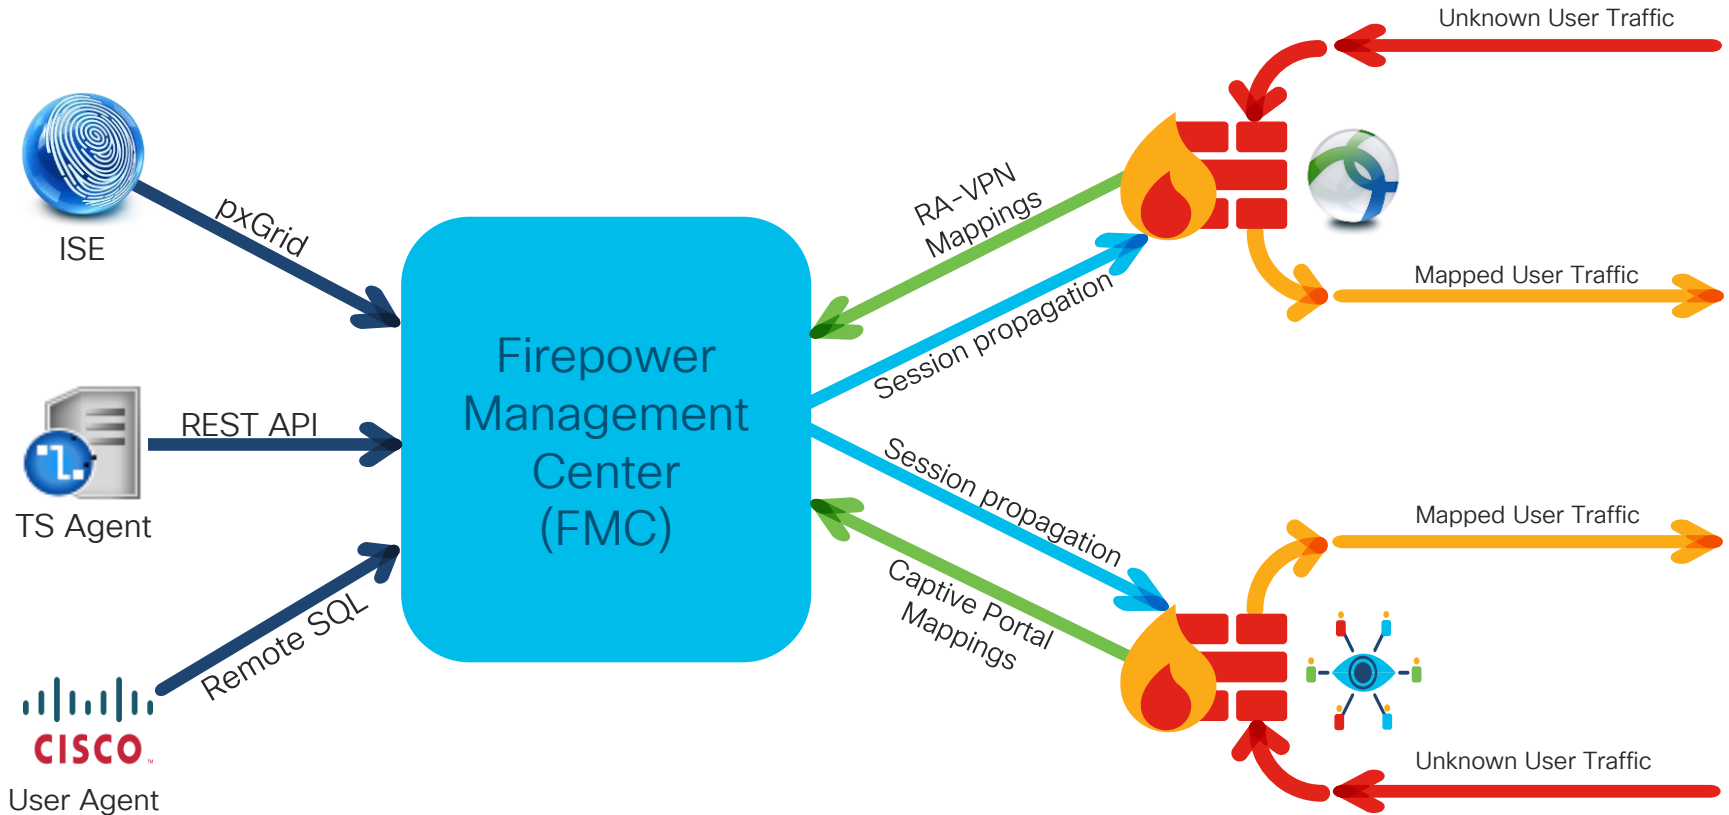 Unknown User Traffic
ISE
pxGrid
RA-VPN
Mappings
Mapped User Traffic
Session propagation
Firepower
Management
Center
(FMC)
REST API
TS Agent
Session propagation
Mapped User Traffic
Captive Portal
Mappings
Remote SQL
CISCO
User Agent
Unknown User Traffic